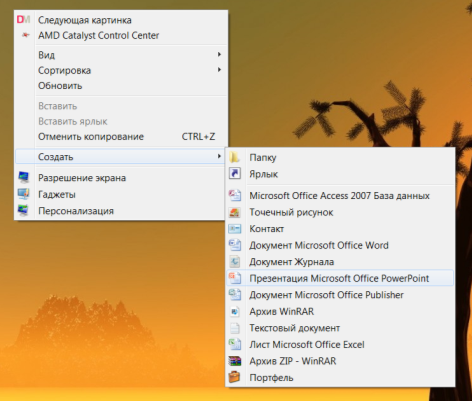 DM Следующая картинка
AMD Catalyst Control Center
Вид
Сортировка
Обновить
Вставить
Вставить ярлык
Отменить копирование CTRL+Z
Создать
Разрешение экрана
Гаджеты
Персонализация
Папку
Ярлык
Microsoft Office Access 2007 База данных
Точечный рисунок
Контакт
Документ Microsoft Office Word
Документ Журнала
Презентация Microsoft Office PowerPoint
Документ Microsoft Office Publisher
Архив WinRAR
Текстовый документ
Лист Microsoft Office Excel
Архив ZIP - WinRAR
Портфель